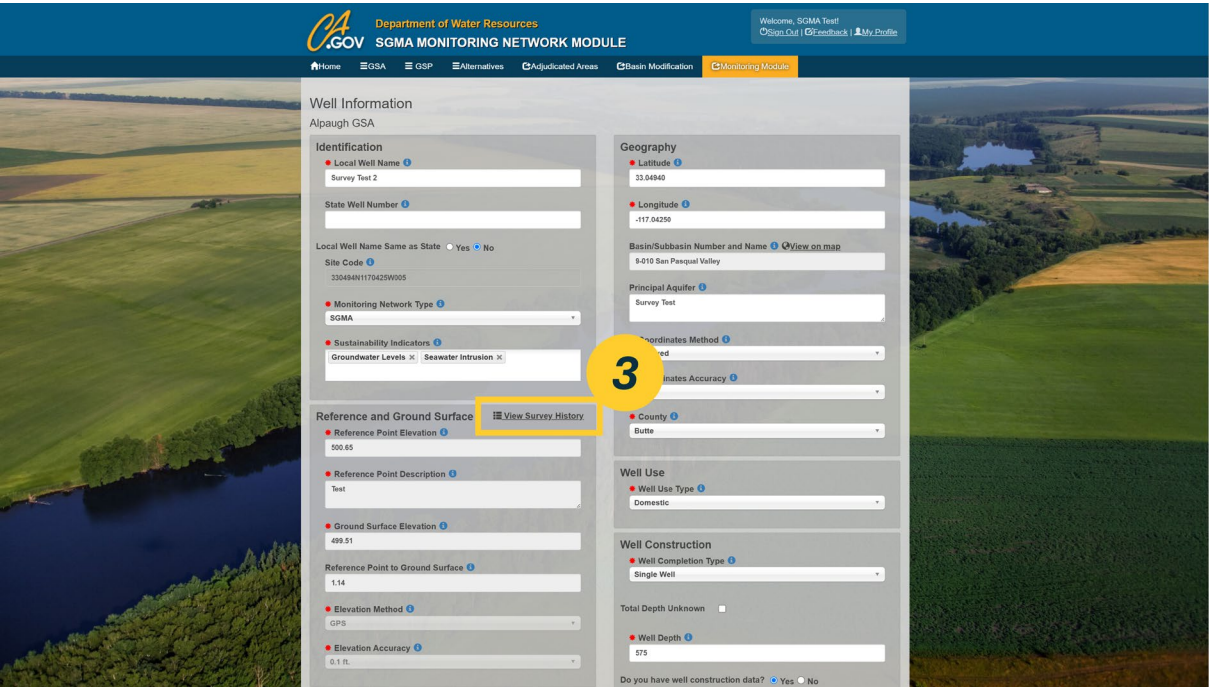 CA
.GOV
Department of Water Resources
SGMA MONITORING NETWORK MODULE
Welcome, SGMA Test!
Sign Out | Feedback | My Profile
Home GSA GSP Alternatives Adjudicated Areas Basin Modification Monitoring Module
Well Information
Alpaugh GSA
Identification
Local Well Name
Survey Test 2
State Well Number
Local Well Name Same as State Yes No
Site Code
330494N1170425W005
Monitoring Network Type
SGMA
Sustainability Indicators
Groundwater Levels × Seawater Intrusion ×
Reference and Ground Surface View Survey History
Reference Point Elevation
500.65
Reference Point Description
Test
Ground Surface Elevation
499.51
Reference Point to Ground Surface
1.14
Elevation Method
GPS
Elevation Accuracy
0.1 ft.
3
Geography
Latitude
33.04940
Longitude
-117.04250
Basin/Subbasin Number and Name View on map
9-010 San Pasqual Valley
Principal Aquifer
Survey Test
Method
Accuracy
County
Butte
Well Use
Well Use Type
Domestic
Well Construction
Well Completion Type
Single Well
Total Depth Unknown
Well Depth
575
Do you have well construction data? Yes No